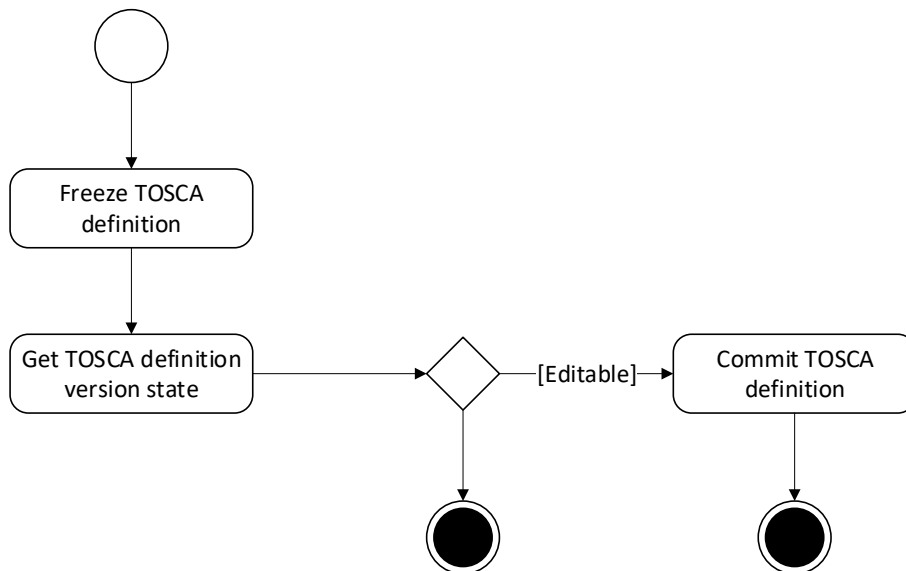 Freeze TOSCA
definition
Get TOSCA definition
version state
[Editable]
Commit TOSCA
definition